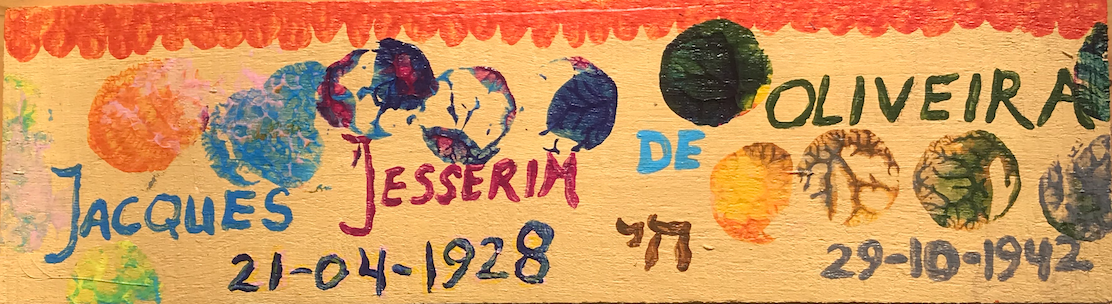 JACQUES JESSERIM DE OLIVEIRA
21-04-1928 חי 29-10-1942